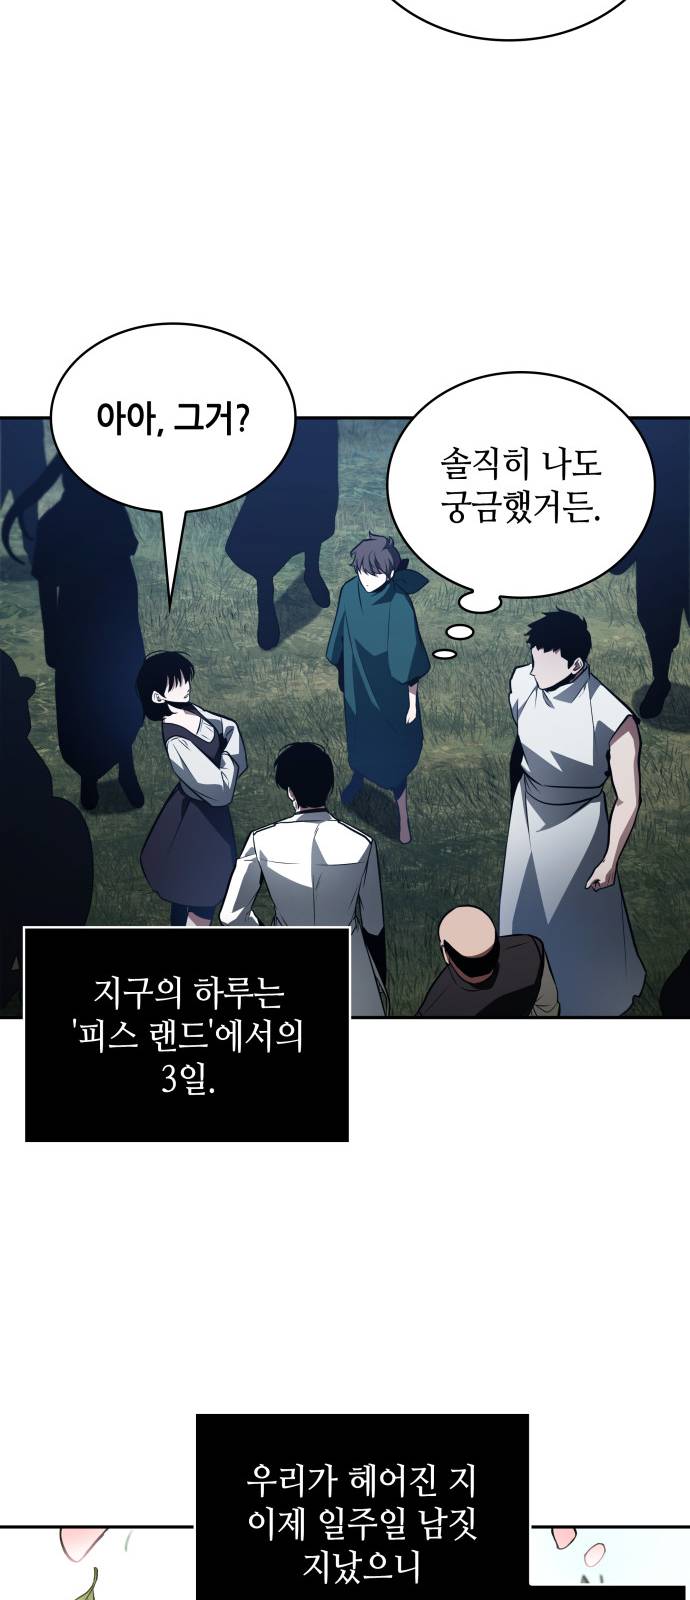 아아, 그거?
솔직히 나도
궁금했거든.
지구의 하루는
'피스 랜드'에서의
3일.
우리가 헤어진 지
이제 일주일 남짓
지났으니